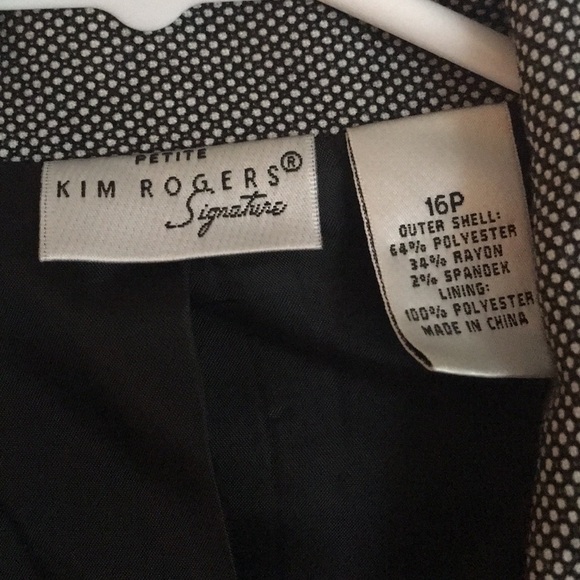 PETITE
KIM ROGERS®
Signature
16P
OUTER SHELL:
64% POLYESTER
34% RAYON
2% SPANDEX
LINING:
100% POLYESTER
MADE IN CHINA